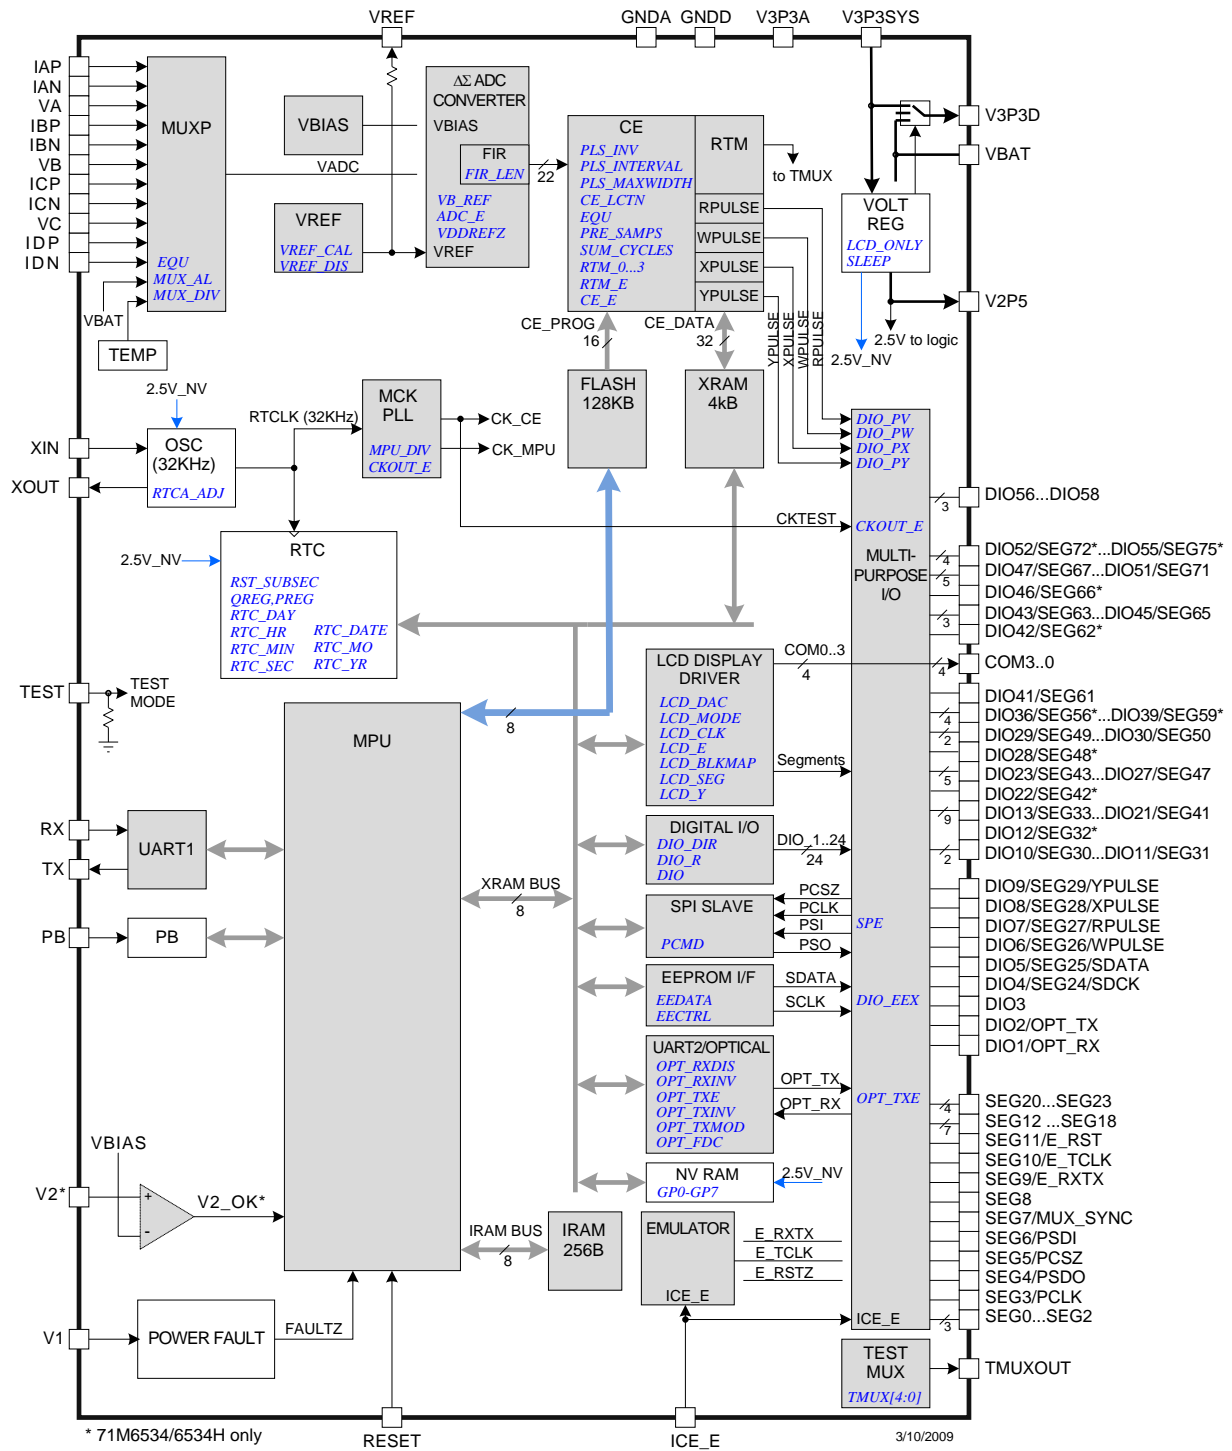 VREF
GNDA
GNDD
V3P3A
V3P3SYS
IAP
IAN
VA
IBP
IBN
VB
ICP
ICN
VC
IDP
IDN
MUXP
EQU
MUX_AL
MUX_DIV
VBAT
TEMP
VBIAS
VADC
VREF
VREF_CAL
VREF_DIS
ΔΣ ADC
CONVERTER
VBIAS
FIR
FIR_LEN
VB_REF
ADC_E
VDDREFZ
VREF
22
CE
PLS_INV
PLS_INTERVAL
PLS_MAXWIDTH
CE_LCTN
EQU
PRE_SAMPS
SUM_CYCLES
RTM_0...3
RTM_E
CE_E
RTM
to TMUX
RPULSE
WPULSE
XPULSE
YPULSE
V3P3D
VBAT
VOLT
REG
LCD_ONLY
SLEEP
V2P5
2.5V to logic
2.5V_NV
CE_PROG
16
CE_DATA
32
YPULSE
XPULSE
WPULSE
RPULSE
FLASH
128KB
XRAM
4kB
2.5V_NV
XIN
XOUT
OSC
(32KHz)
RTCA_ADJ
RTCLK (32KHz)
MCK
PLL
MPU_DIV
CKOUT_E
CK_CE
CK_MPU
DIO_PV
DIO_PW
DIO_PX
DIO_PY
CKTEST
CKOUT_E
MULTI-
PURPOSE
I/O
2.5V_NV
RTC
RST_SUBSEC
QREG,PREG
RTC_DAY
RTC_HR
RTC_MIN
RTC_SEC
RTC_DATE
RTC_MO
RTC_YR
TEST
TEST
MODE
MPU
8
LCD DISPLAY
DRIVER
LCD_DAC
LCD_MODE
LCD_CLK
LCD_E
LCD_BLKMAP
LCD_SEG
LCD_Y
COM0..3
4
Segments
DIGITAL I/O
DIO_DIR
DIO_R
DIO
DIO_1..24
24
RX
TX
UART1
PB
PB
XRAM BUS
8
SPI SLAVE
PCMD
PCSZ
PCLK
PSI
PSO
SPE
EEPROM I/F
EEDATA
EECTRL
SDATA
SCLK
DIO_EEX
UART2/OPTICAL
OPT_RXDIS
OPT_RXINV
OPT_TXE
OPT_TXINV
OPT_TXMOD
OPT_FDC
OPT_TX
OPT_RX
OPT_TXE
NV RAM
GP0-GP7
2.5V_NV
VBIAS
V2*
+
-
V2_OK*
IRAM BUS
8
IRAM
256B
EMULATOR
ICE_E
E_RXTX
E_TCLK
E_RSTZ
ICE_E
V1
POWER FAULT
FAULTZ
TEST
MUX
TMUX[4:0]
TMUXOUT
3
DIO56...DIO58
4
DIO52/SEG72*...DIO55/SEG75*
5
DIO47/SEG67...DIO51/SEG71
DIO46/SEG66*
3
DIO43/SEG63...DIO45/SEG65
DIO42/SEG62*
4
COM3..0
DIO41/SEG61
4
DIO36/SEG56*...DIO39/SEG59*
2
DIO29/SEG49...DIO30/SEG50
DIO28/SEG48*
5
DIO23/SEG43...DIO27/SEG47
DIO22/SEG42*
9
DIO13/SEG33...DIO21/SEG41
DIO12/SEG32*
2
DIO10/SEG30...DIO11/SEG31
DIO9/SEG29/YPULSE
DIO8/SEG28/XPULSE
DIO7/SEG27/RPULSE
DIO6/SEG26/WPULSE
DIO5/SEG25/SDATA
DIO4/SEG24/SDCK
DIO3
DIO2/OPT_TX
DIO1/OPT_RX
4
SEG20...SEG23
7
SEG12 ...SEG18
SEG11/E_RST
SEG10/E_TCLK
SEG9/E_RXTX
SEG8
SEG7/MUX_SYNC
SEG6/PSDI
SEG5/PCSZ
SEG4/PSDO
SEG3/PCLK
3
SEG0...SEG2
* 71M6534/6534H only
RESET
ICE_E
3/10/2009